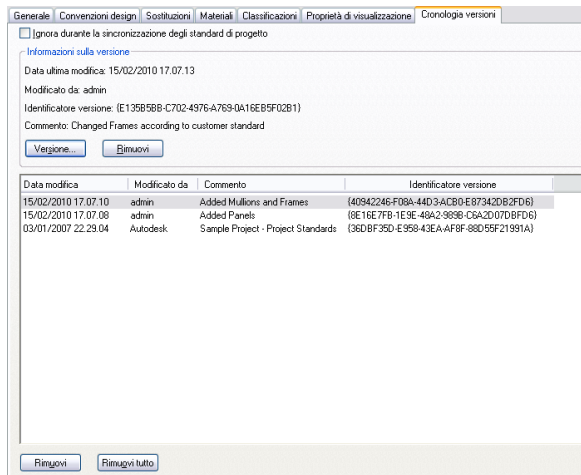 Generale Convenzioni design Sostituzioni Materiali Classificazioni Proprietà di visualizzazione Cronologia versioni
Ignora durante la sincronizzazione degli standard di progetto
Informazioni sulla versione
Data ultima modifica: 15/02/2010 17.07.13
Modificato da: admin
Identificatore versione: {E135B5BB-C702-4976-A769-0A16EB5F02B1}
Commento: Changed Frames according to customer standard
Versione... Rimuovi
Data modifica Modificato da Commento Identificatore versione
15/02/2010 17.07.10 admin Added Mullions and Frames {40942246-F08A-44D3-ACB0-E87342DB2FD6}
15/02/2010 17.07.08 admin Added Panels {8E16E7FB-1E9E-48A2-989B-C6A2D07DBFD6}
03/01/2007 22.29.04 Autodesk Sample Project - Project Standards {36DBF35D-E958-43EA-AF8F-88D55F21991A}
Rimuovi Rimuovi tutto